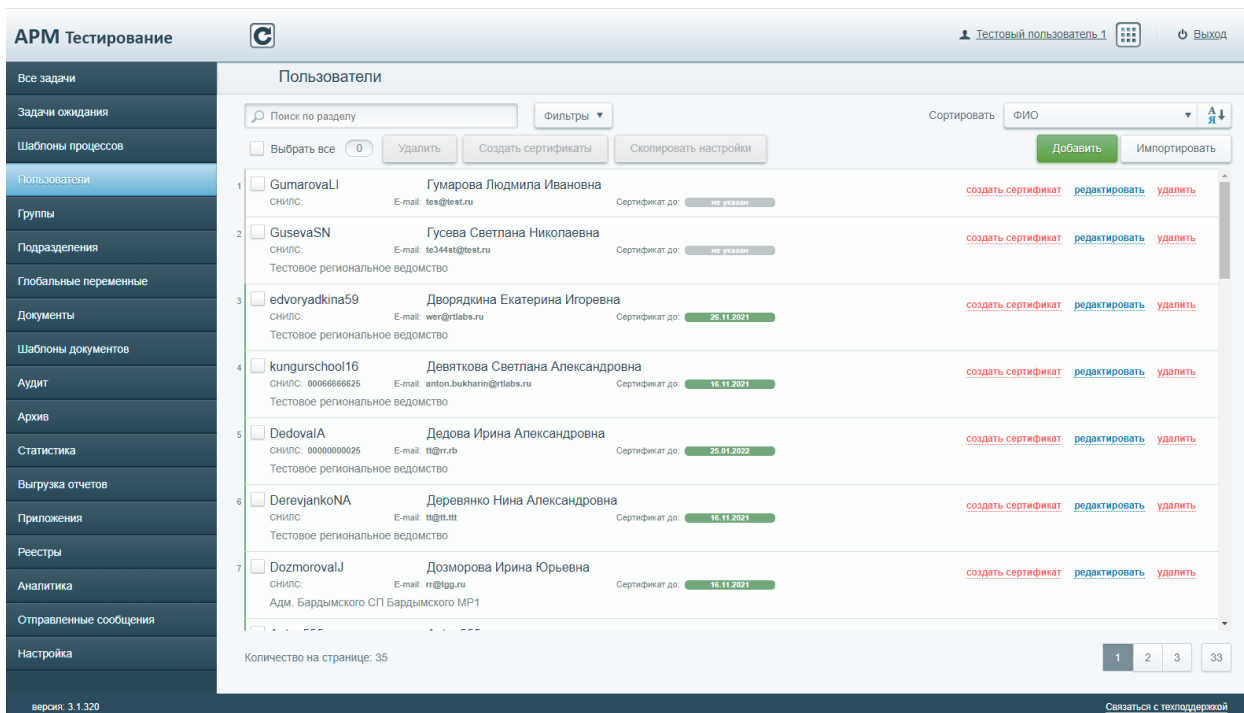 АРМ Тестирование
Тестовый пользователь 1
Выход
Все задачи
Задачи ожидания
Шаблоны процессов
Пользователи
Группы
Подразделения
Глобальные переменные
Документы
Шаблоны документов
Аудит
Архив
Статистика
Выгрузка отчетов
Приложения
Реестры
Аналитика
Отправленные сообщения
Настройка
версия: 3.1.320
Пользователи
Поиск по разделу
Фильтры
Сортировать ФИО
А
Я
Выбрать все 0 Удалить Создать сертификаты Скопировать настройки Добавить Импортировать
1 GumarovaLI Гумарова Людмила Ивановна
СНИЛС: E-mail: tes@test.ru Сертификат до: не указан создать сертификат редактировать удалить
2 GusevaSN Гусева Светлана Николаевна
СНИЛС: E-mail: te344st@test.ru Сертификат до: не указан создать сертификат редактировать удалить
Тестовое региональное ведомство
3 edvoryadkina59 Дворядкина Екатерина Игоревна
СНИЛС: E-mail: wer@rtlabs.ru Сертификат до: 26.11.2021 создать сертификат редактировать удалить
Тестовое региональное ведомство
4 kungurschool16 Девяткова Светлана Александровна
СНИЛС: 00066666625 E-mail: anton.bukharin@rtlabs.ru Сертификат до: 16.11.2021 создать сертификат редактировать удалить
Тестовое региональное ведомство
5 DedovaIA Дедова Ирина Александровна
СНИЛС: 00000000025 E-mail: tt@rr.rb Сертификат до: 25.01.2022 создать сертификат редактировать удалить
Тестовое региональное ведомство
6 DerevjankoNA Деревянко Нина Александровна
СНИЛС: E-mail: tt@tt.ttt Сертификат до: 16.11.2021 создать сертификат редактировать удалить
Тестовое региональное ведомство
7 DozmorovaIJ Дозморова Ирина Юрьевна
СНИЛС: E-mail: rr@tgg.ru Сертификат до: 16.11.2021 создать сертификат редактировать удалить
Адм. Бардымского СП Бардымского МР1
Количество на странице: 35
1 2 3 33
Связаться с техподдержкой